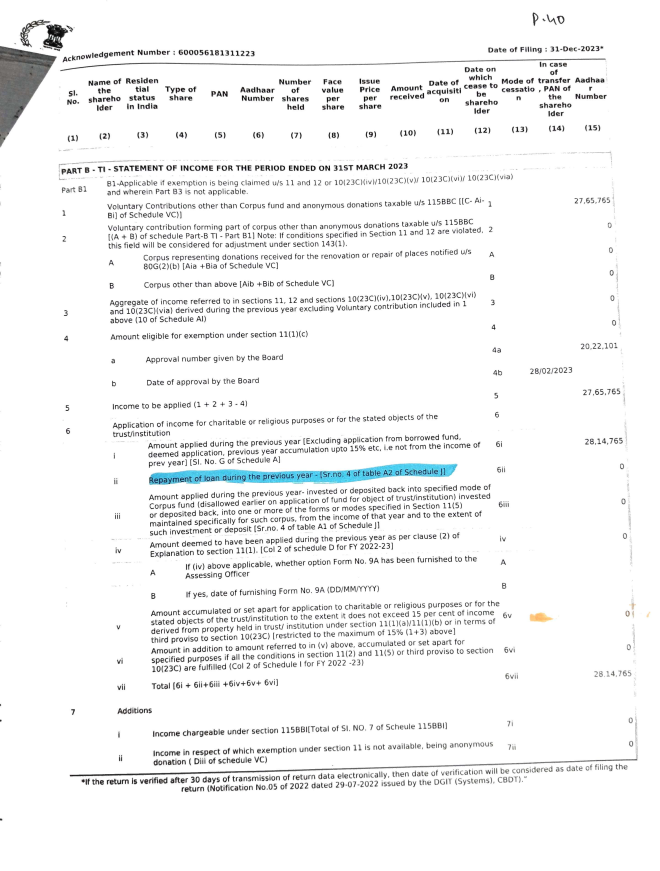 P.40
Acknowledgement Number : 600056181311223
Date of Filing : 31-Dec-2023*
Sl. No.
Name of the shareho lder
Residen tial status in India
Type of share
PAN
Aadhaar Number
Number of shares held
Face value per share
Issue Price per share
Amount received
Date of acquisiti on
Date on which cease to be shareho lder
Mode of cessatio n
In case of transfer , PAN of the shareho lder
Aadhaa r Number
(1) (2) (3) (4) (5) (6) (7) (8) (9) (10) (11) (12) (13) (14) (15)
PART B - TI - STATEMENT OF INCOME FOR THE PERIOD ENDED ON 31ST MARCH 2023
Part B1 B1-Applicable if exemption is being claimed u/s 11 and 12 or 10(23C)(iv)/10(23C)(v)/ 10(23C)(vi)/ 10(23C)(via)
and wherein Part B3 is not applicable.
1 Voluntary Contributions other than Corpus fund and anonymous donations taxable u/s 115BBC [[C- Ai- 1 27,65,765
Bi] of Schedule VC)]
2 Voluntary contribution forming part of corpus other than anonymous donations taxable u/s 115BBC
[(A + B) of schedule Part-B TI - Part B1] Note: If conditions specified in Section 11 and 12 are violated, 2 0
this field will be considered for adjustment under section 143(1).
A Corpus representing donations received for the renovation or repair of places notified u/s A 0
80G(2)(b) [Aia +Bia of Schedule VC]
B Corpus other than above [Aib +Bib of Schedule VC] B 0
3 Aggregate of income referred to in sections 11, 12 and sections 10(23C)(iv),10(23C)(v), 10(23C)(vi)
and 10(23C)(via) derived during the previous year excluding Voluntary contribution included in 1 3 0
above (10 of Schedule AI)
4 Amount eligible for exemption under section 11(1)(c) 4 0
a Approval number given by the Board 4a 20,22,101
b Date of approval by the Board 4b 28/02/2023
5 Income to be applied (1 + 2 + 3 - 4) 5 27,65,765
6 Application of income for charitable or religious purposes or for the stated objects of the 6
trust/institution
i Amount applied during the previous year [Excluding application from borrowed fund,
deemed application, previous year accumulation upto 15% etc, i.e not from the income of 6i 28,14,765
prev year] [Sl. No. G of Schedule A]
ii Repayment of loan during the previous year - [Sr.no. 4 of table A2 of Schedule J] 6ii 0
iii Amount applied during the previous year- invested or deposited back into specified mode of
Corpus fund (disallowed earlier on application of fund for object of trust/institution) invested
or deposited back, into one or more of the forms or modes specified in Section 11(5) 6iii 0
maintained specifically for such corpus, from the income of that year and to the extent of
such investment or deposit [Sr.no. 4 of table A1 of Schedule J]
iv Amount deemed to have been applied during the previous year as per clause (2) of iv 0
Explanation to section 11(1). [Col 2 of schedule D for FY 2022-23]
A If (iv) above applicable, whether option Form No. 9A has been furnished to the A
Assessing Officer
B If yes, date of furnishing Form No. 9A (DD/MM/YYYY) B
v Amount accumulated or set apart for application to charitable or religious purposes or for the
stated objects of the trust/institution to the extent it does not exceed 15 per cent of income
derived from property held in trust/ institution under section 11(1)(a)/11(1)(b) or in terms of 6v 0
third proviso to section 10(23C) [restricted to the maximum of 15% (1+3) above]
vi Amount in addition to amount referred to in (v) above, accumulated or set apart for
specified purposes if all the conditions in section 11(2) and 11(5) or third proviso to section 6vi 0
10(23C) are fulfilled (Col 2 of Schedule I for FY 2022 -23)
vii Total [6i + 6ii+6iii +6iv+6v+ 6vi] 6vii 28,14,765
7 Additions
i Income chargeable under section 115BBI[Total of Sl. NO. 7 of Scheule 115BBI] 7i 0
ii Income in respect of which exemption under section 11 is not available, being anonymous 7ii 0
donation ( Diii of schedule VC)
*If the return is verified after 30 days of transmission of return data electronically, then date of verification will be considered as date of filing the
return (Notification No.05 of 2022 dated 29-07-2022 issued by the DGIT (Systems), CBDT)."